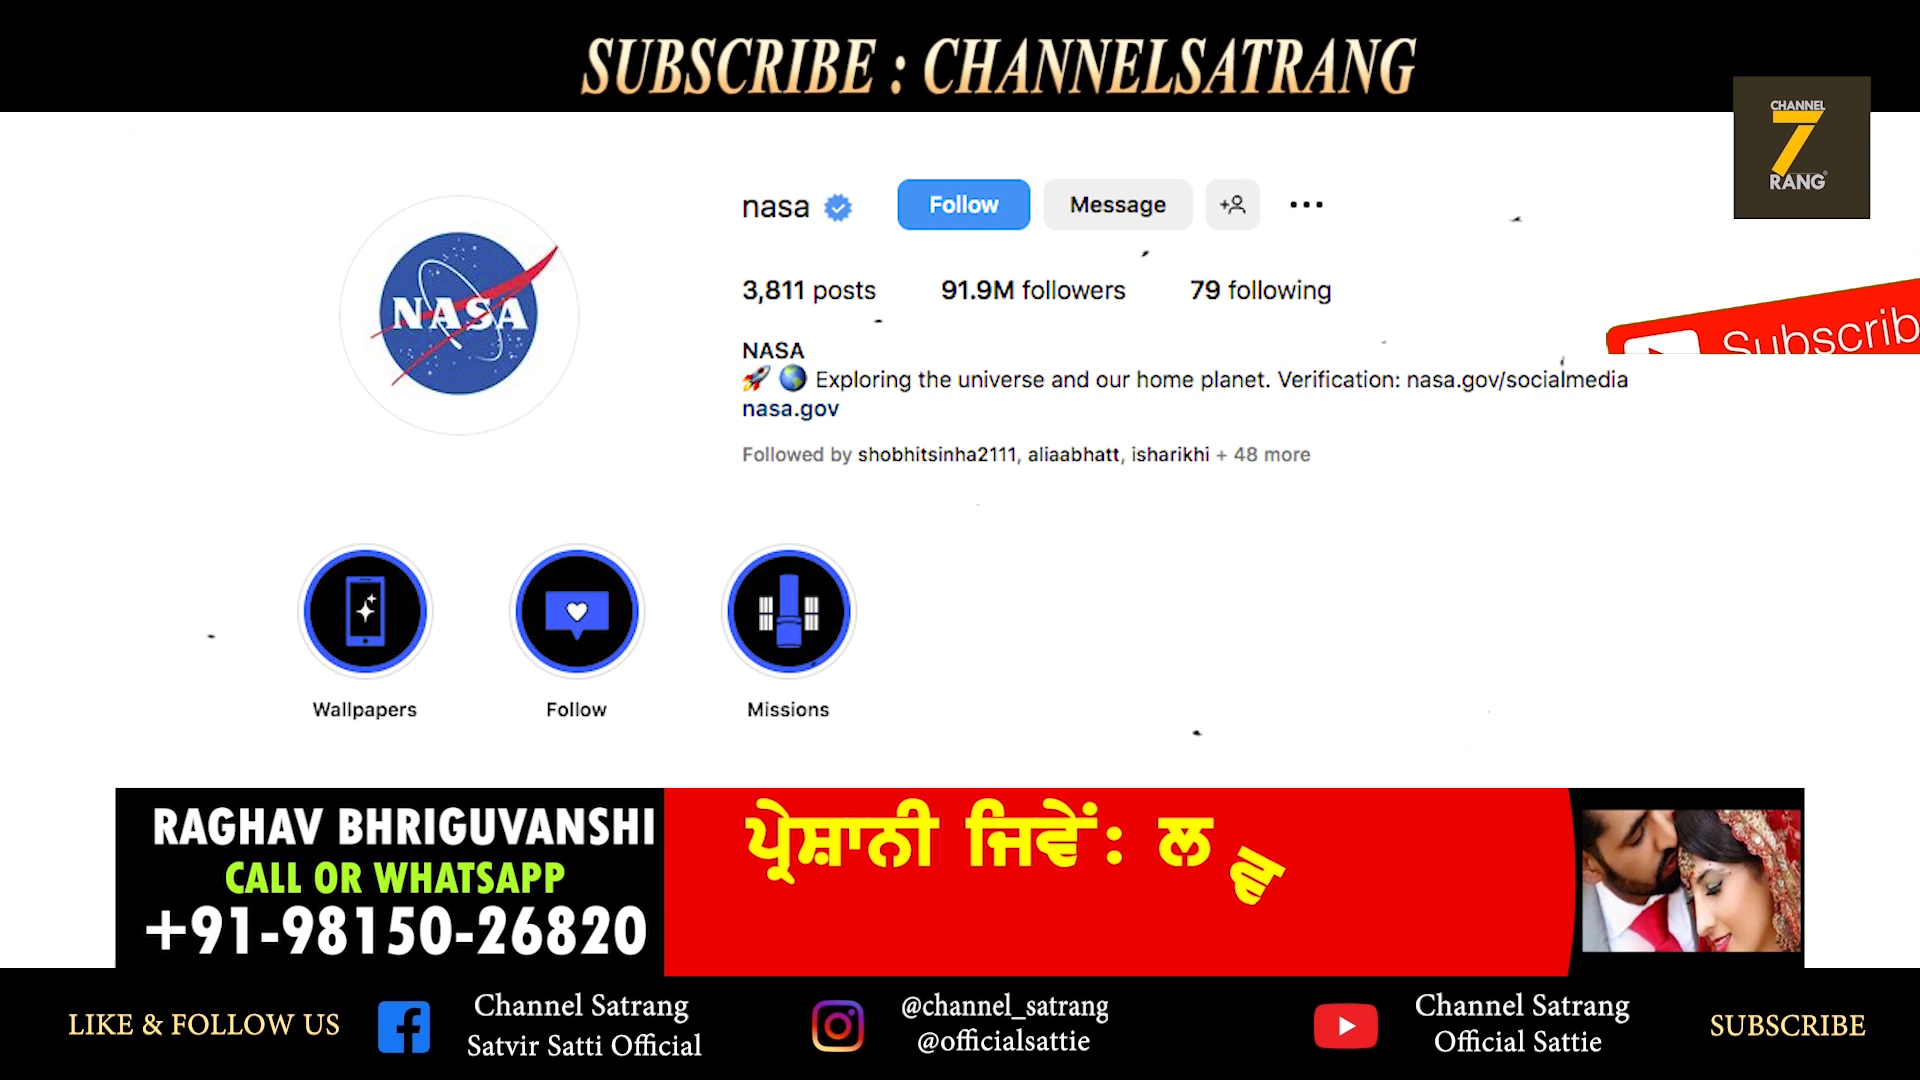 SUBSCRIBE : CHANNELSATRANG
CHANNEL
7
RANG
nasa
Follow
Message
3,811 posts
91.9M followers
79 following
Subscrib
NASA
NASA
🚀 🌎 Exploring the universe and our home planet. Verification: nasa.gov/socialmedia
nasa.gov
Followed by shobhitsinha2111, aliaabhatt, isharikhi + 48 more
Wallpapers
Follow
Missions
RAGHAV BHRIGUVANSHI
CALL OR WHATSAPP
+91-98150-26820
ਪ੍ਰੇਸ਼ਾਨੀ ਜਿਵੇਂ: ਲ ਵ
LIKE & FOLLOW US
Channel Satrang
Satvir Satti Official
@channel_satrang
@officialsattie
Channel Satrang
Official Sattie
SUBSCRIBE